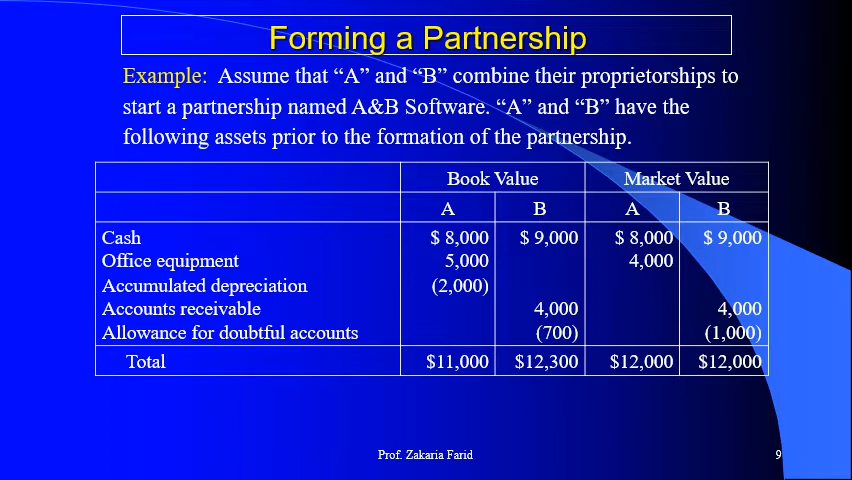 Forming a Partnership
Example: Assume that “A” and “B” combine their proprietorships to
start a partnership named A&B Software. “A” and “B” have the
following assets prior to the formation of the partnership.
Book Value Market Value
A B A B
Cash $ 8,000 $ 9,000 $ 8,000 $ 9,000
Office equipment 5,000 4,000
Accumulated depreciation (2,000)
Accounts receivable 4,000 4,000
Allowance for doubtful accounts (700) (1,000)
Total $11,000 $12,300 $12,000 $12,000
Prof. Zakaria Farid 9